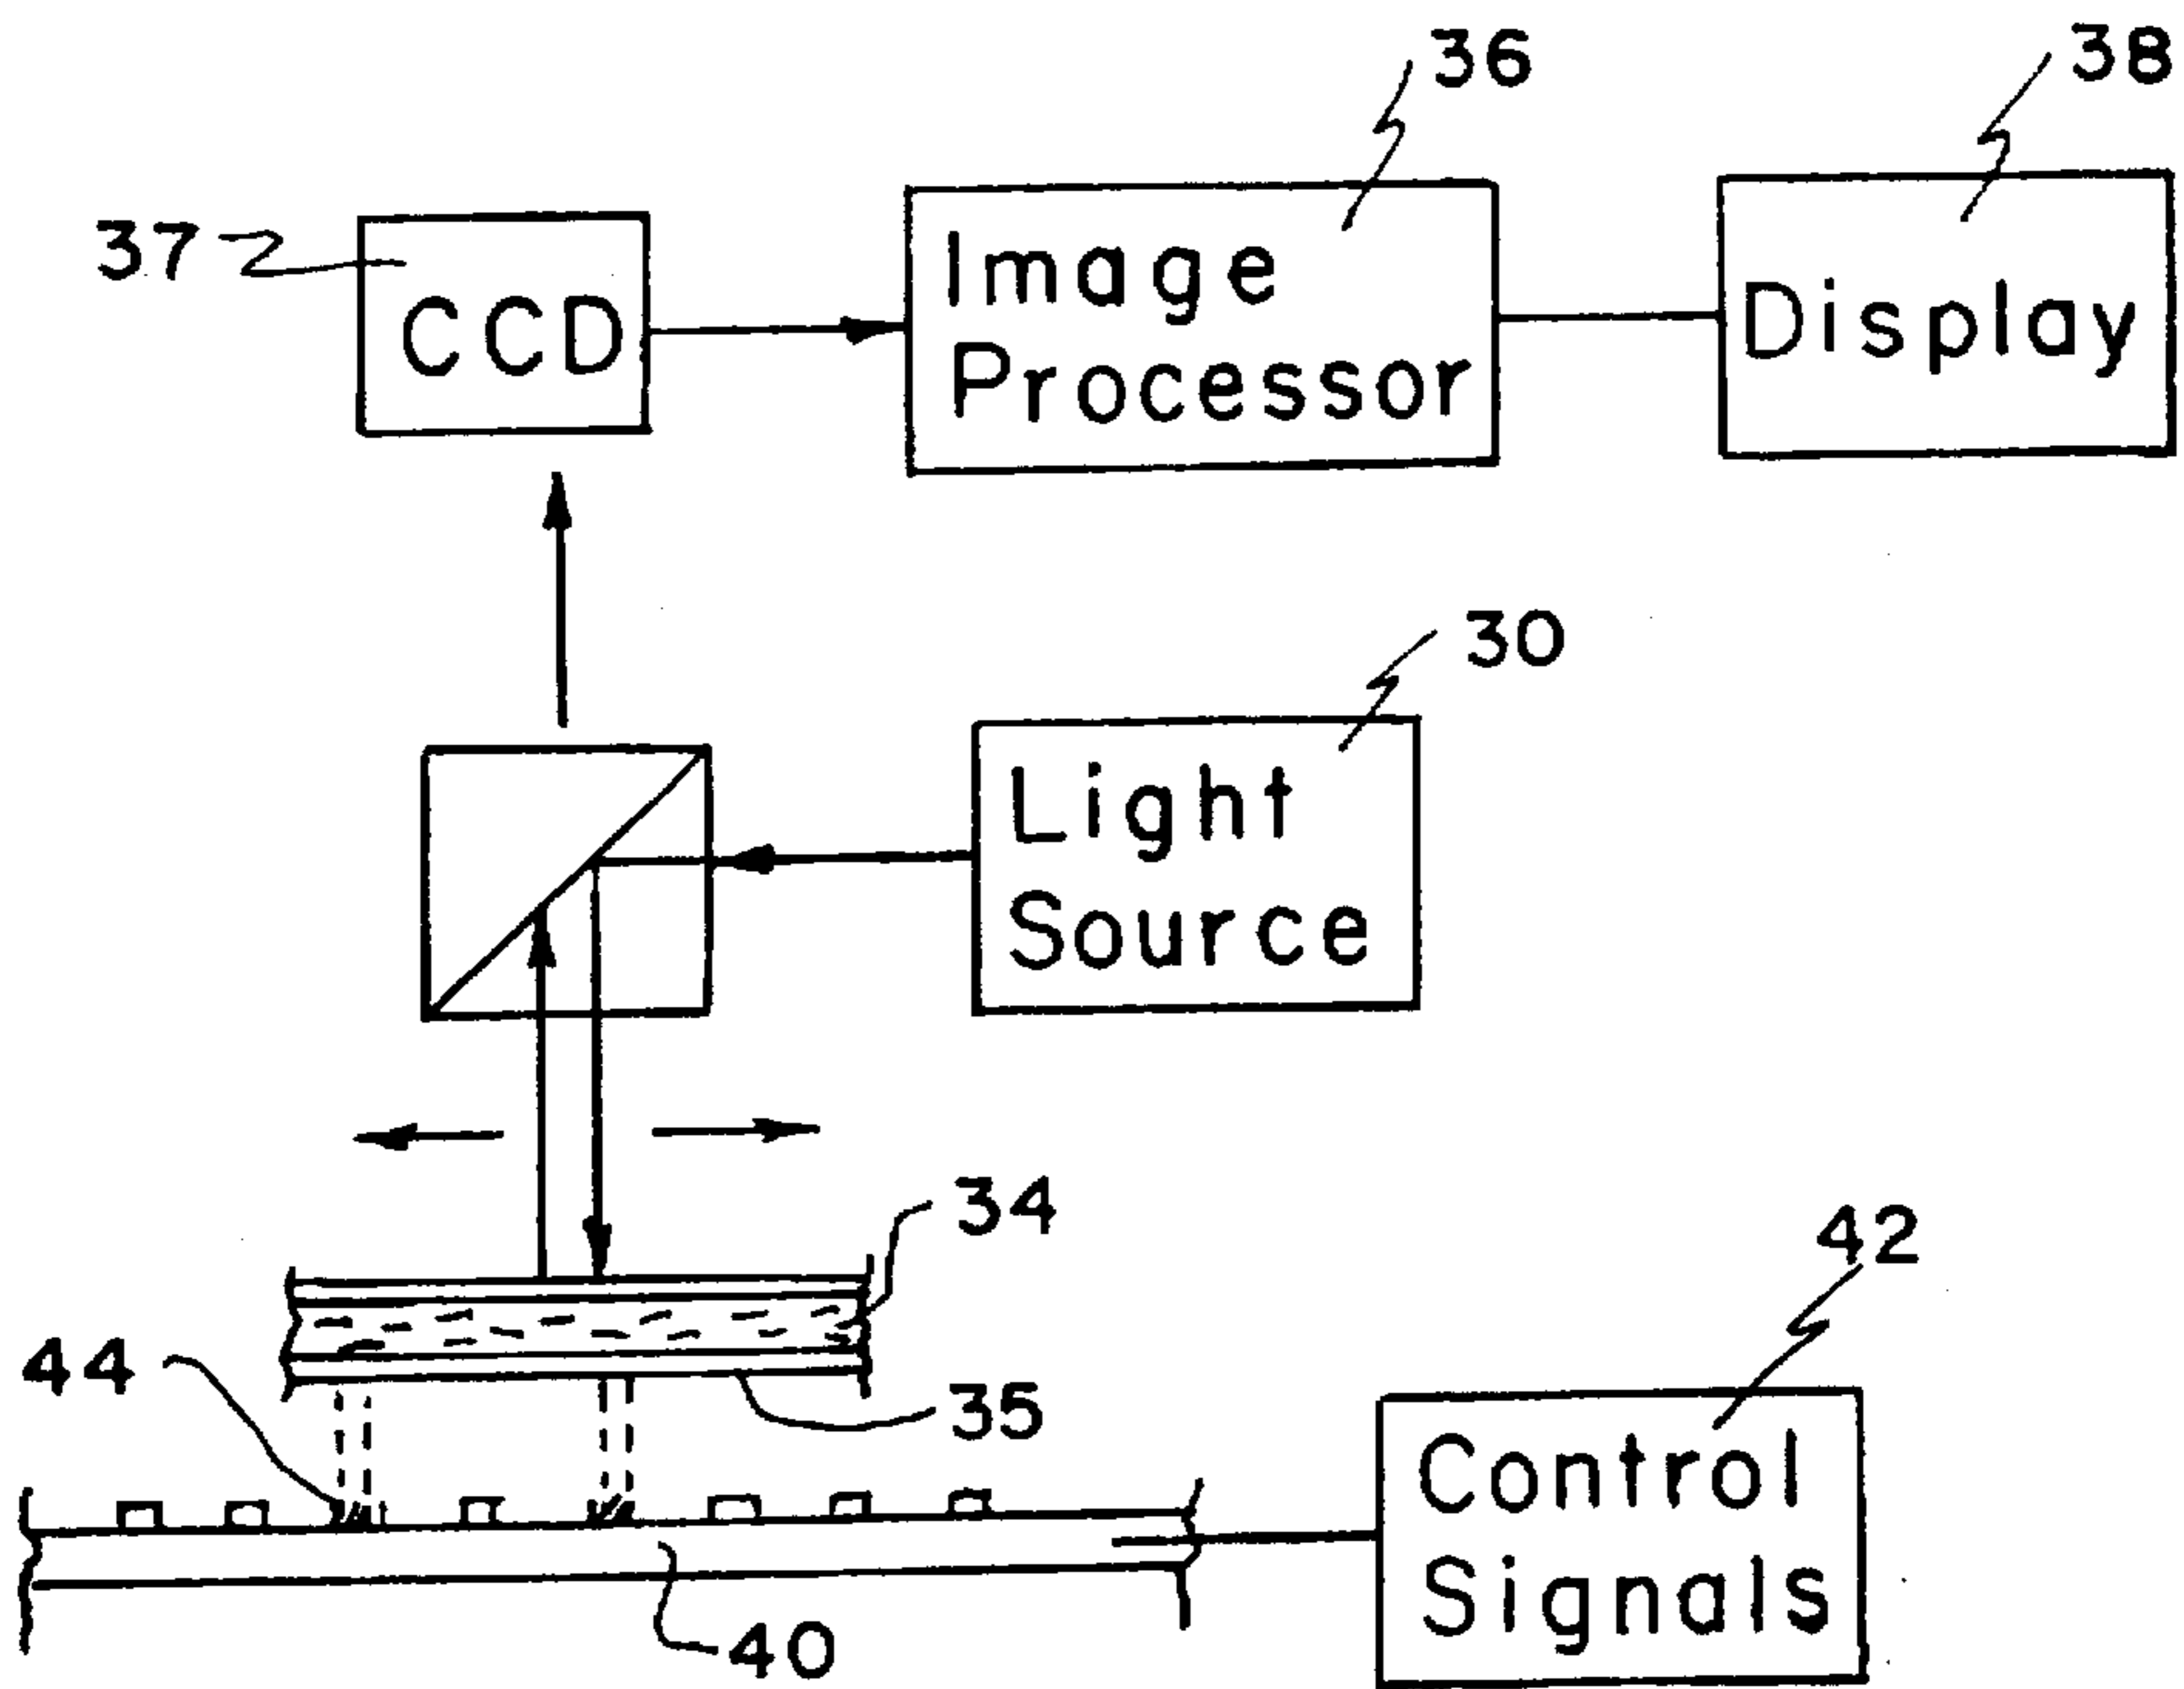 36
38
37
CCD
Image
Processor
Display
30
Light
Source
34
42
44
35
Control
Signals
40